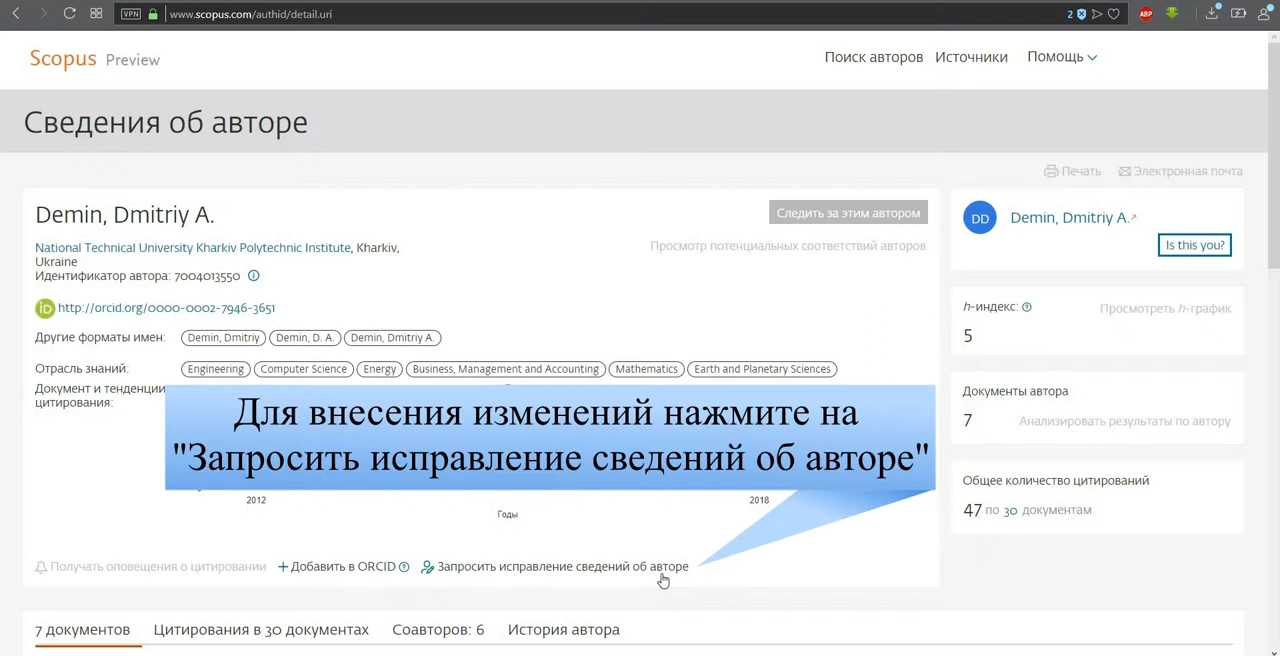 VPN www.scopus.com/authid/detail.uri 2 ABP
Scopus Preview Поиск авторов Источники Помощь
Сведения об авторе
Печать Электронная почта
Demin, Dmitriy A. Следить за этим автором
National Technical University Kharkiv Polytechnic Institute, Kharkiv,
Ukraine
Просмотр потенциальных соответствий авторов
Идентификатор автора: 7004013550
iD http://orcid.org/0000-0002-7946-3651
Другие форматы имен: Demin, Dmitriy Demin, D. A. Demin, Dmitriy A.
Отрасль знаний: Engineering Computer Science Energy Business, Management and Accounting Mathematics Earth and Planetary Sciences
Документ и тенденции
цитирования:
Для внесения изменений нажмите на
"Запросить исправление сведений об авторе"
2012 2018
Годы
Получать оповещения о цитировании Добавить в ORCID Запросить исправление сведений об авторе
DD Demin, Dmitriy A.
Is this you?
h-индекс: Просмотреть h-график
5
Документы автора
7 Анализировать результаты по автору
Общее количество цитирований
47 по 30 документам
7 документов Цитирования в 30 документах Соавторов: 6 История автора